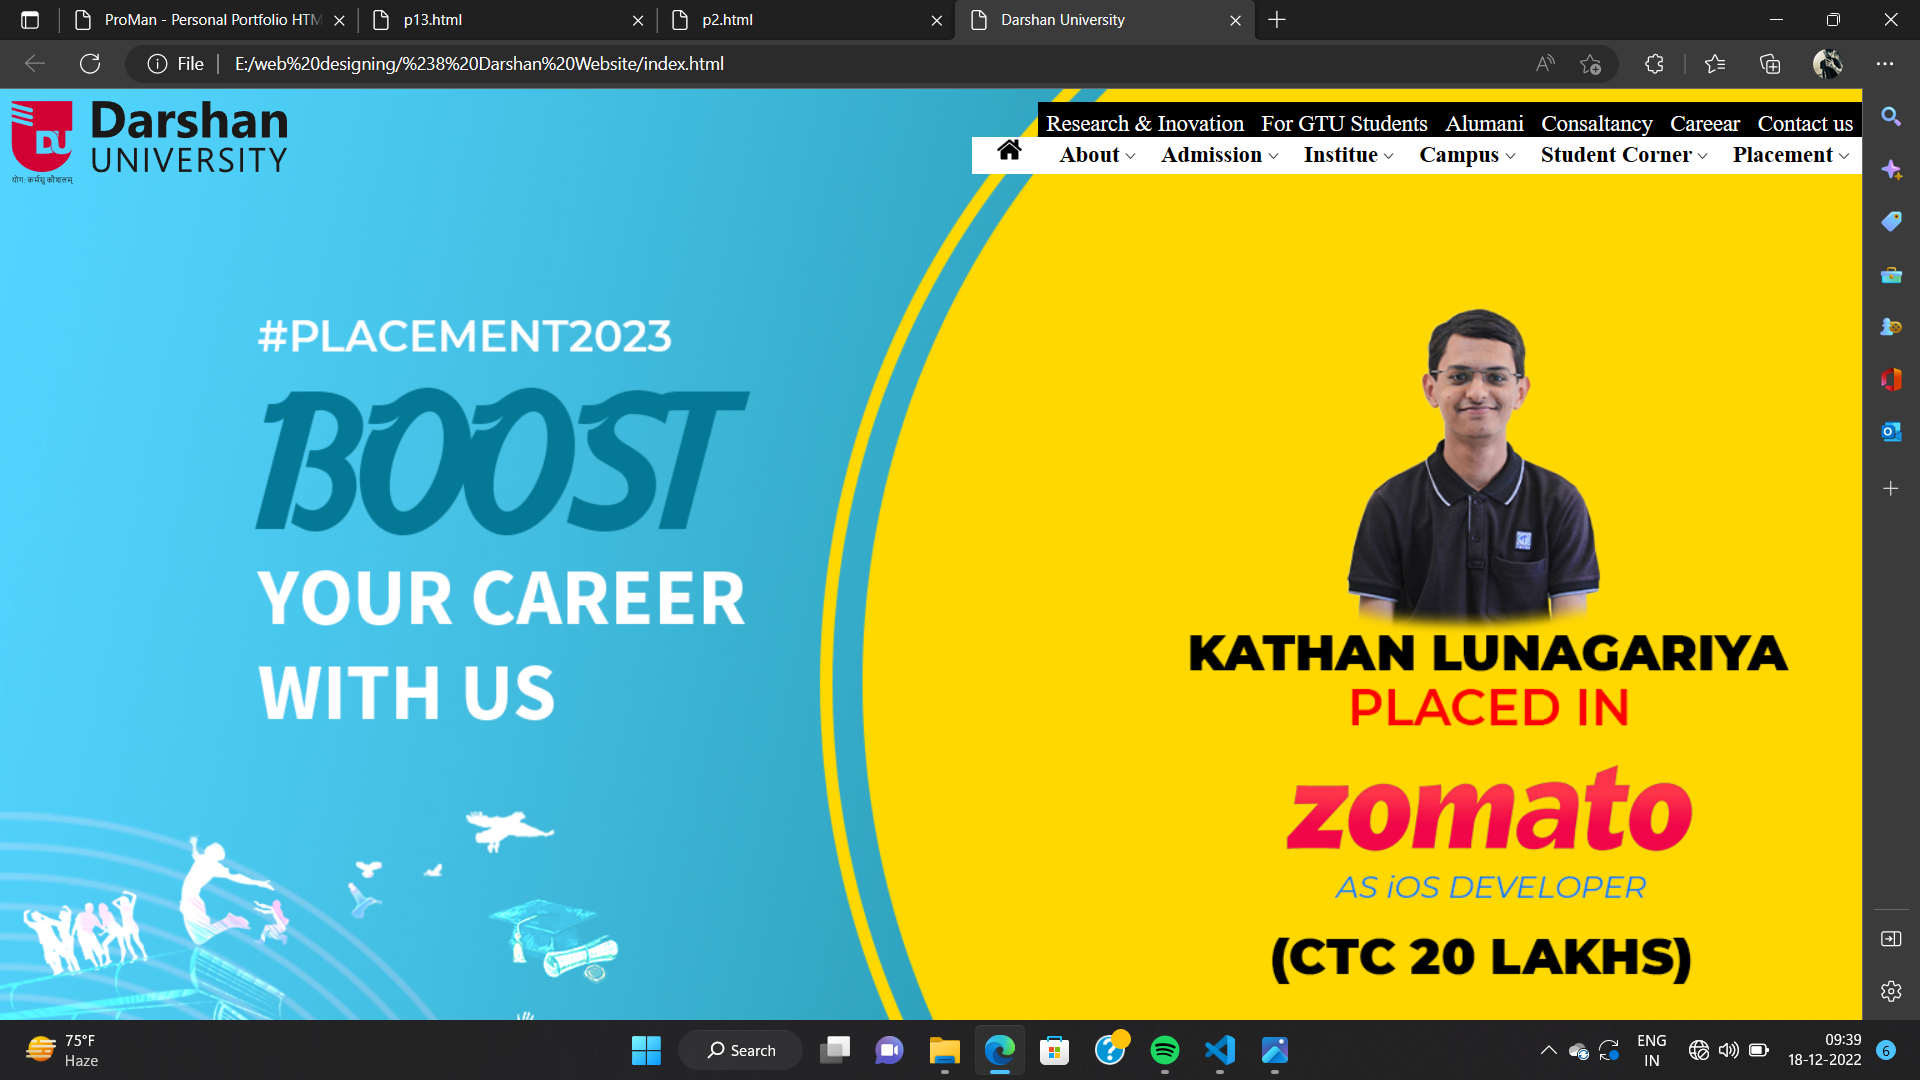 ProMan - Personal Portfolio HTM
p13.html
p2.html
Darshan University
File
E:/web%20designing/%238%20Darshan%20Website/index.html
Darshan
UNIVERSITY
योग: कर्मसु कौशलम्
Research & Inovation For GTU Students Alumani Consaltancy Careear Contact us
About Admission Institue Campus Student Corner Placement
#PLACEMENT2023
BOOST
YOUR CAREER
WITH US
KATHAN LUNAGARIYA
PLACED IN
zomato
AS iOS DEVELOPER
(CTC 20 LAKHS)
75°F
Haze
Search
ENG
IN
09:39
18-12-2022
6